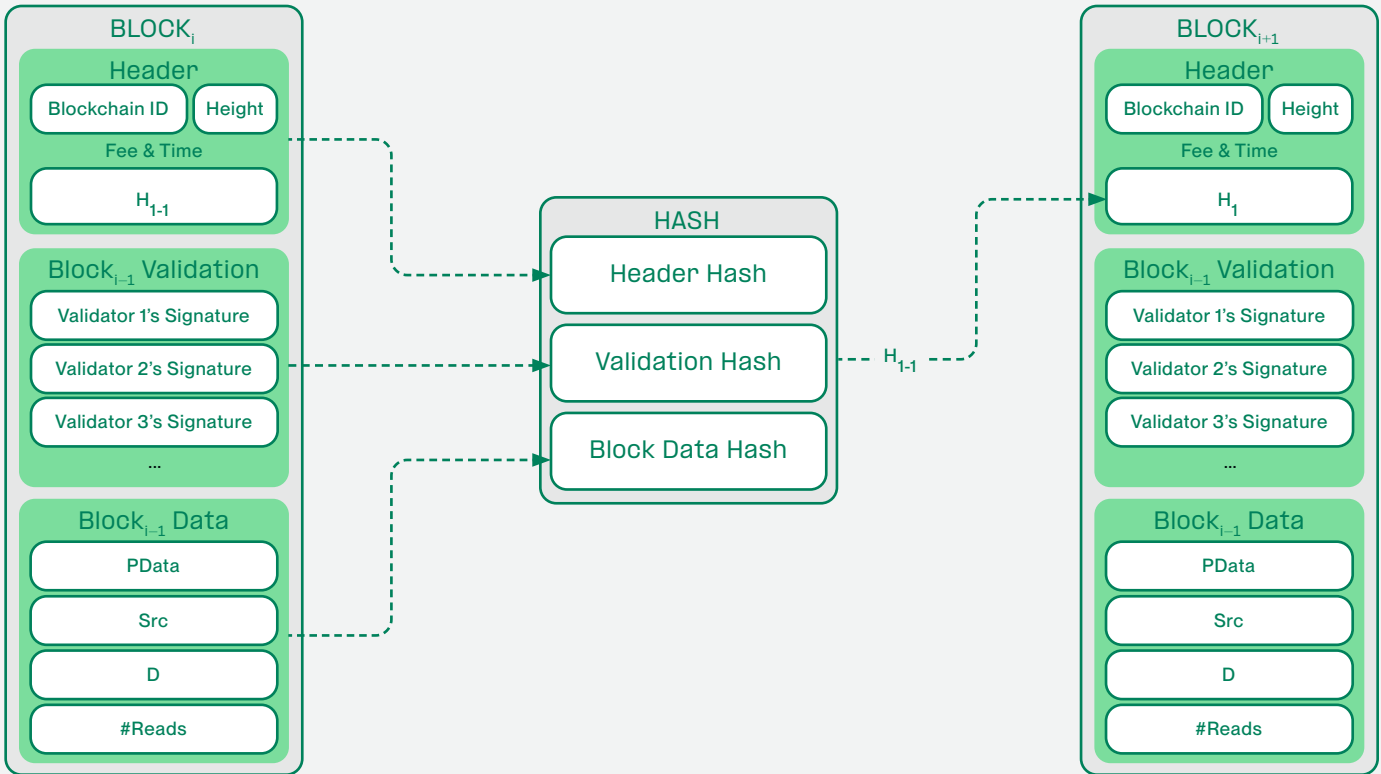 BLOCKᵢ
Header
Blockchain ID
Height
Fee & Time
H₁₋₁
Blockᵢ₋₁ Validation
Validator 1's Signature
Validator 2's Signature
Validator 3's Signature
...
Blockᵢ₋₁ Data
PData
Src
D
#Reads
HASH
Header Hash
Validation Hash
Block Data Hash
H₁₋₁
BLOCKᵢ₊₁
Header
Blockchain ID
Height
Fee & Time
H₁
Blockᵢ₋₁ Validation
Validator 1's Signature
Validator 2's Signature
Validator 3's Signature
...
Blockᵢ₋₁ Data
PData
Src
D
#Reads